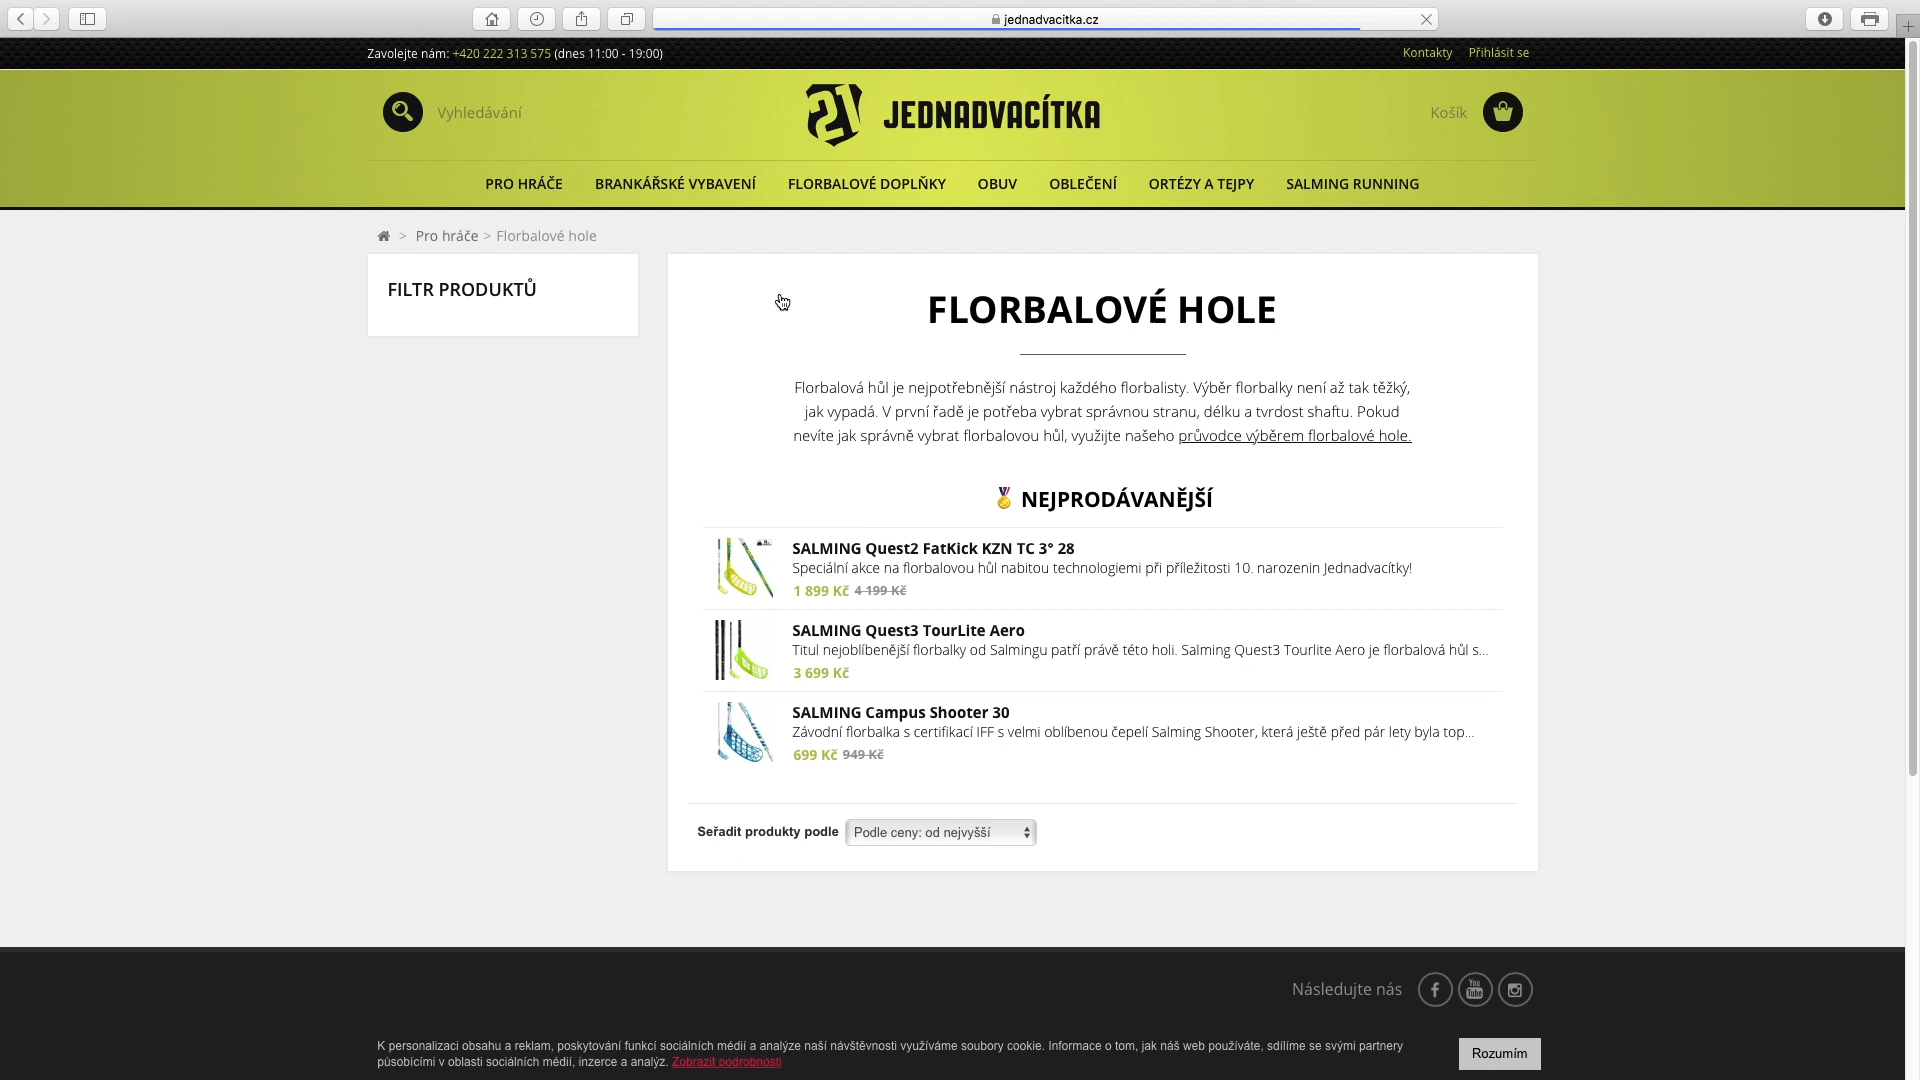 jednadvacitka.cz
Zavolejte nám: +420 222 313 575 (dnes 11:00 - 19:00)
Kontakty Přihlásit se
Vyhledávání
21 JEDNADVACÍTKA
Košík
PRO HRÁČE BRANKÁŘSKÉ VYBAVENÍ FLORBALOVÉ DOPLŇKY OBUV OBLEČENÍ ORTÉZY A TEJPY SALMING RUNNING
> Pro hráče > Florbalové hole
FILTR PRODUKTŮ
FLORBALOVÉ HOLE
Florbalová hůl je nejpotřebnější nástroj každého florbalisty. Výběr florbalky není až tak těžký,
jak vypadá. V první řadě je potřeba vybrat správnou stranu, délku a tvrdost shaftu. Pokud
nevíte jak správně vybrat florbalovou hůl, využijte našeho průvodce výběrem florbalové hole.
NEJPRODÁVANĚJŠÍ
SALMING Quest2 FatKick KZN TC 3° 28
Speciální akce na florbalovou hůl nabitou technologiemi při příležitosti 10. narozenin Jednadvacítky!
1 899 Kč 4 199 Kč
SALMING Quest3 TourLite Aero
Titul nejoblíbenější florbalky od Salmingu patří právě této holi. Salming Quest3 Tourlite Aero je florbalová hůl s...
3 699 Kč
SALMING Campus Shooter 30
Závodní florbalka s certifikací IFF s velmi oblíbenou čepelí Salming Shooter, která ještě před pár lety byla top...
699 Kč 949 Kč
Seřadit produkty podle Podle ceny: od nejvyšší
Následujte nás
You Tube
K personalizaci obsahu a reklam, poskytování funkcí sociálních médií a analýze naší návštěvnosti využíváme soubory cookie. Informace o tom, jak náš web používáte, sdílíme se svými partnery
působícími v oblasti sociálních médií, inzerce a analýz. Zobrazit podrobnosti
Rozumím